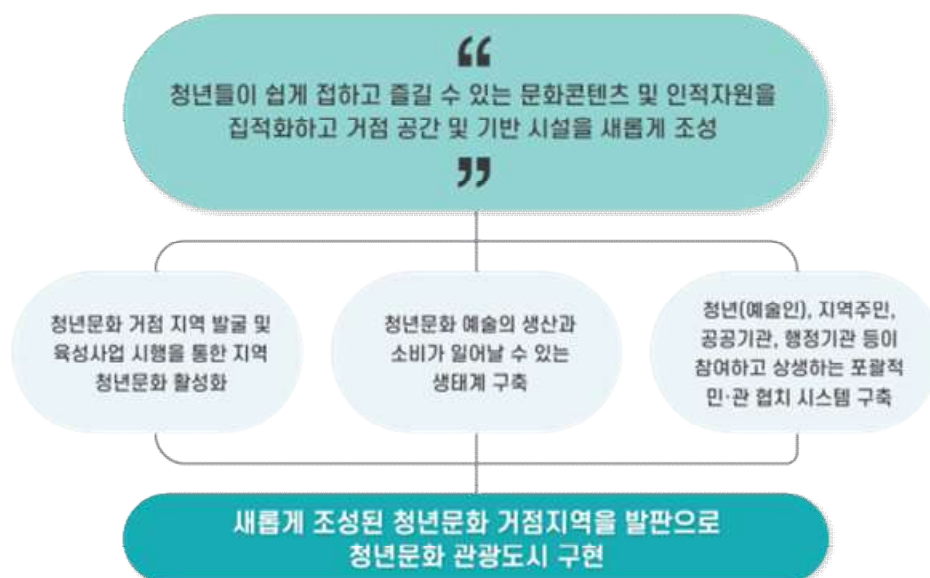 “
청년들이 쉽게 접하고 즐길 수 있는 문화콘텐츠 및 인적자원을
집적화하고 거점 공간 및 기반 시설을 새롭게 조성
”
청년문화 거점 지역 발굴 및
육성사업 시행을 통한 지역
청년문화 활성화
청년문화 예술의 생산과
소비가 일어날 수 있는
생태계 구축
청년(예술인), 지역주민,
공공기관, 행정기관 등이
참여하고 상생하는 포괄적
민·관 협치 시스템 구축
새롭게 조성된 청년문화 거점지역을 발판으로
청년문화 관광도시 구현